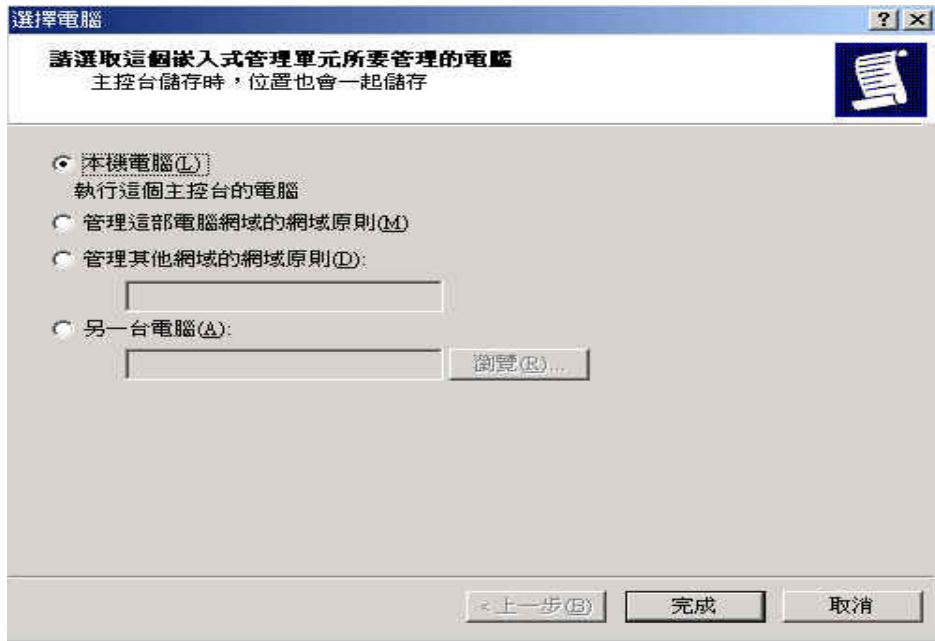 選擇電腦
請選取這個嵌入式管理單元所要管理的電腦
主控台儲存時，位置也會一起儲存
本機電腦(L)
執行這個主控台的電腦
管理這部電腦網域的網域原則(M)
管理其他網域的網域原則(D):
另一台電腦(A):
瀏覽(R)...
<上一步(B)
完成
取消